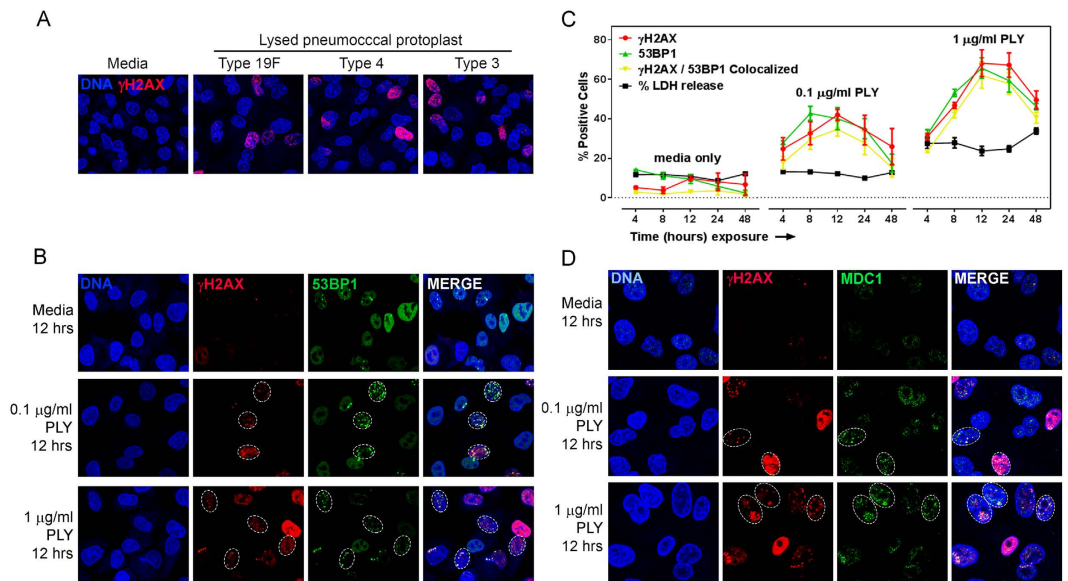 A
Lysed pneumocccal protoplast
Media
Type 19F
Type 4
Type 3
DNA γH2AX
C
γH2AX
53BP1
γH2AX / 53BP1 Colocalized
% LDH release
1 μg/ml PLY
0.1 μg/ml PLY
media only
% Positive Cells
80
60
40
20
0
4 8 12 24 48
4 8 12 24 48
4 8 12 24 48
Time (hours) exposure
B
DNA
γH2AX
53BP1
MERGE
Media
12 hrs
0.1 μg/ml
PLY
12 hrs
1 μg/ml
PLY
12 hrs
D
DNA
γH2AX
MDC1
MERGE
Media
12 hrs
0.1 μg/ml
PLY
12 hrs
1 μg/ml
PLY
12 hrs